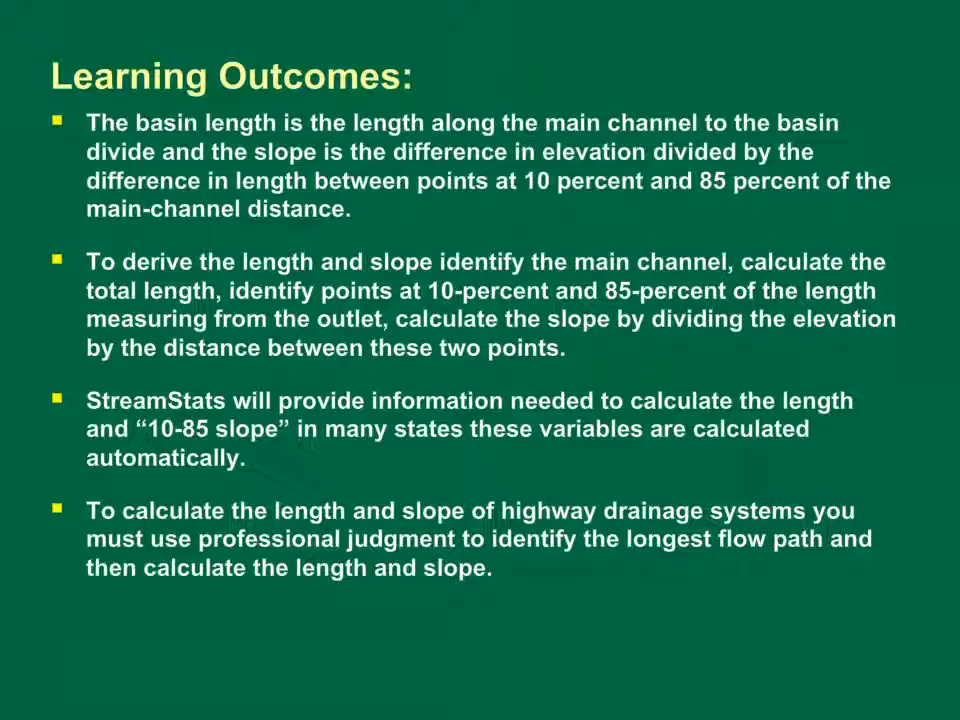 Learning Outcomes:
The basin length is the length along the main channel to the basin
divide and the slope is the difference in elevation divided by the
difference in length between points at 10 percent and 85 percent of the
main-channel distance.
To derive the length and slope identify the main channel, calculate the
total length, identify points at 10-percent and 85-percent of the length
measuring from the outlet, calculate the slope by dividing the elevation
by the distance between these two points.
StreamStats will provide information needed to calculate the length
and “10-85 slope” in many states these variables are calculated
automatically.
To calculate the length and slope of highway drainage systems you
must use professional judgment to identify the longest flow path and
then calculate the length and slope.